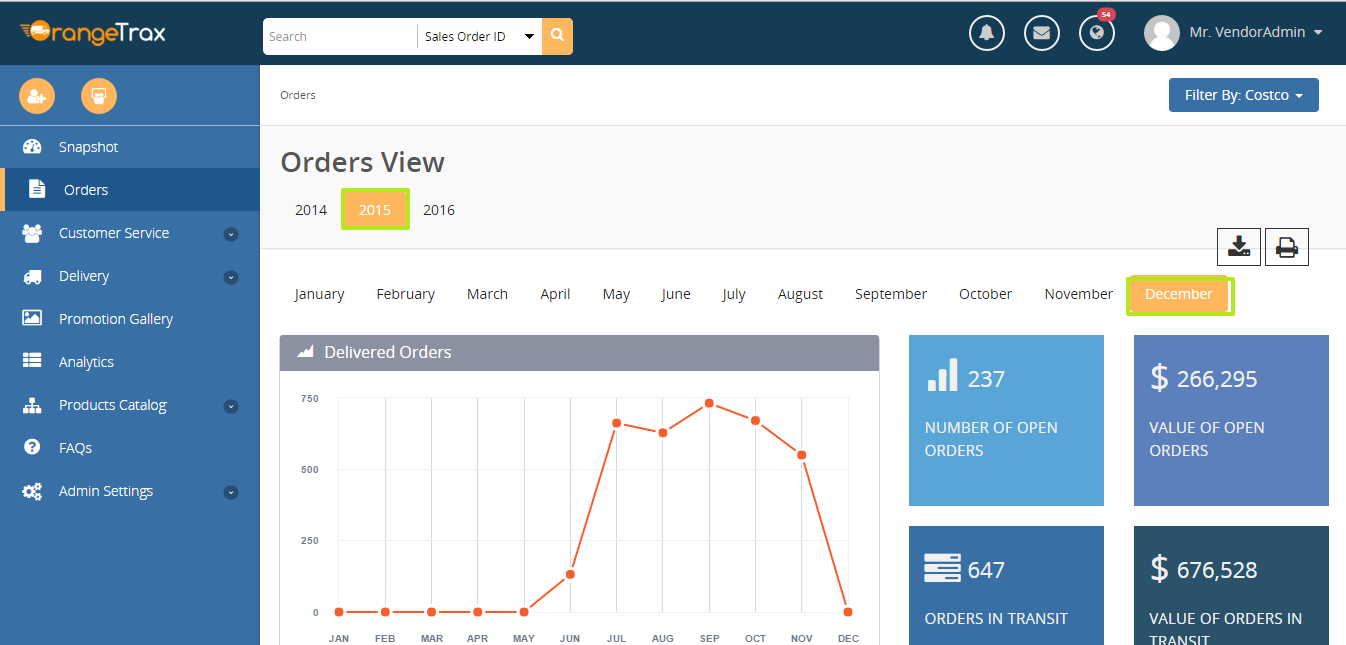 OrangeTrax
Search
Sales Order ID
54
Mr. VendorAdmin
Orders
Filter By: Costco
Snapshot
Orders
Customer Service
Delivery
Promotion Gallery
Analytics
Products Catalog
FAQs
Admin Settings
Orders View
2014 2015 2016
January February March April May June July August September October November December
Delivered Orders
750
500
250
0
JAN FEB MAR APR MAY JUN JUL AUG SEP OCT NOV DEC
237
NUMBER OF OPEN
ORDERS
$ 266,295
VALUE OF OPEN
ORDERS
647
ORDERS IN TRANSIT
$ 676,528
VALUE OF ORDERS IN
TRANSIT